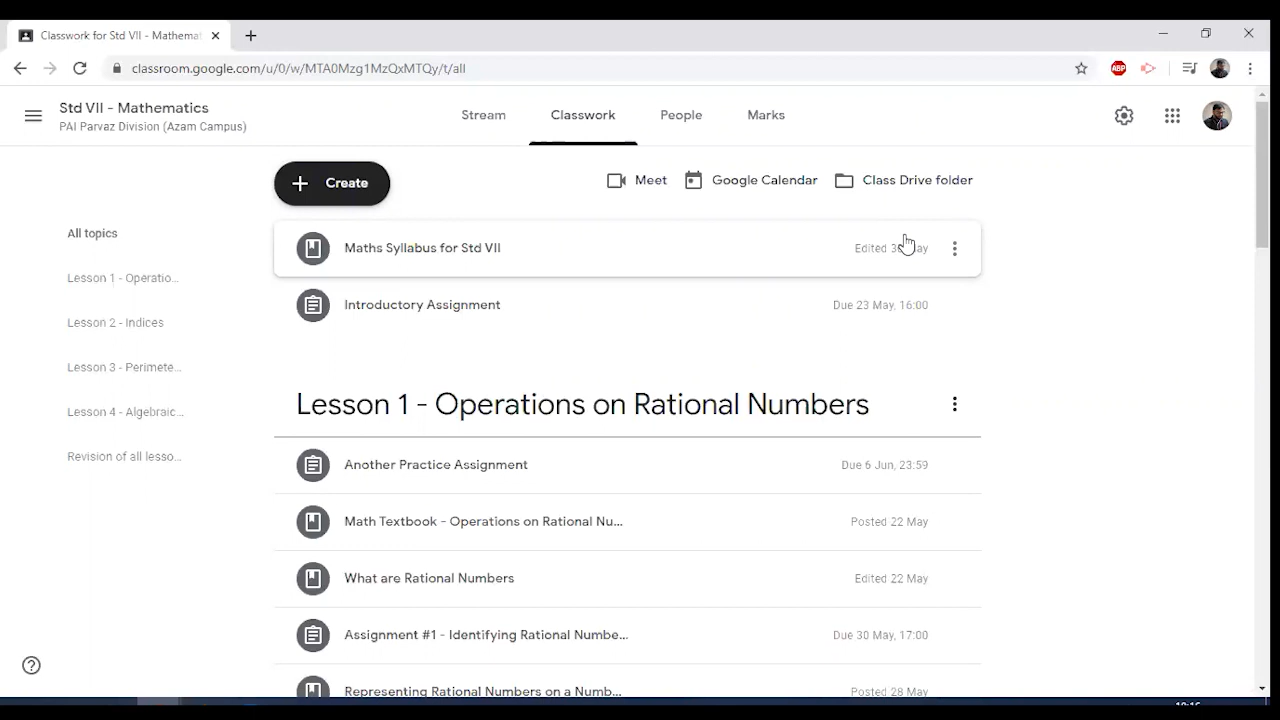 Classwork for Std VII - Mathemat
classroom.google.com/u/0/w/MTA0Mzg1MzQxMTQy/t/all
ABP
Std VII - Mathematics
PAI Parvaz Division (Azam Campus)
Stream Classwork People Marks
Create
Meet Google Calendar Class Drive folder
All topics
Lesson 1 - Operatio...
Lesson 2 - Indices
Lesson 3 - Perimete...
Lesson 4 - Algebraic...
Revision of all lesso...
Maths Syllabus for Std VII Edited
Introductory Assignment Due 23 May, 16:00
Lesson 1 - Operations on Rational Numbers
Another Practice Assignment Due 6 Jun, 23:59
Math Textbook - Operations on Rational Nu... Posted 22 May
What are Rational Numbers Edited 22 May
Assignment #1 - Identifying Rational Numbe... Due 30 May, 17:00
Representing Rational Numbers on a Numb... Posted 28 May